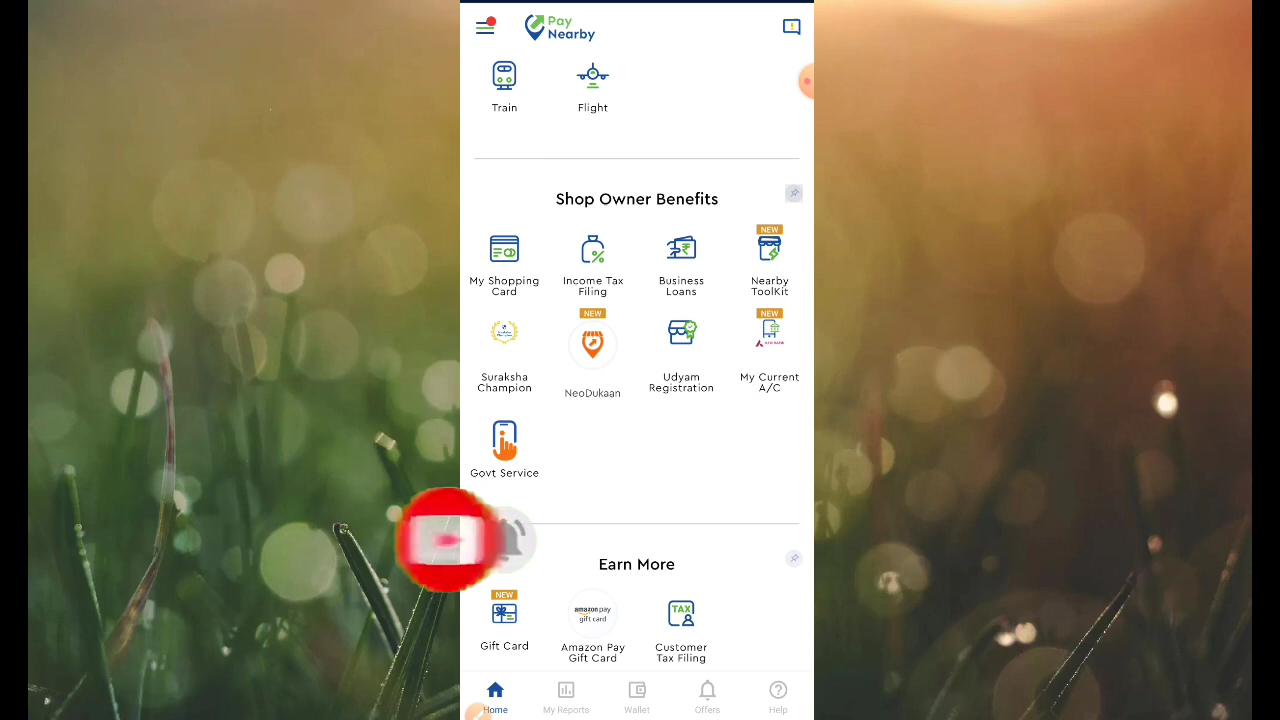 Pay
Nearby
Train
Flight
Shop Owner Benefits
NEW
My Shopping
Card
Income Tax
Filing
Business
Loans
Nearby
ToolKit
NEW
NEW
AXIS BANK
Suraksha
Champion
NeoDukaan
Udyam
Registration
My Current
A/C
Govt Service
Earn More
NEW
amazon pay
gift card
TAX
Gift Card
Amazon Pay
Gift Card
Customer
Tax Filing
Home
My Reports
Wallet
Offers
Help